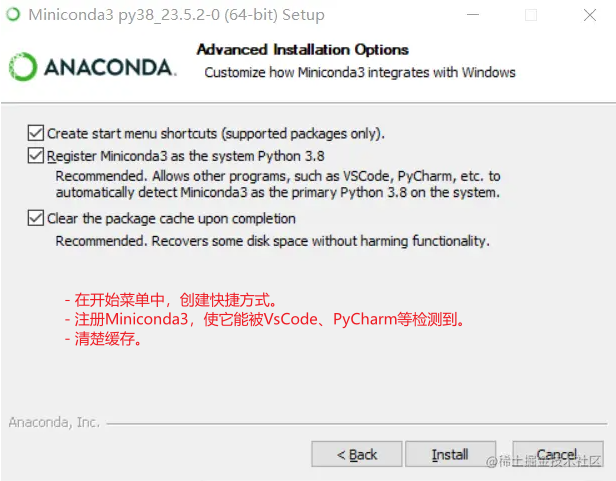 Miniconda3 py38_23.5.2-0 (64-bit) Setup
ANACONDA.
Advanced Installation Options
Customize how Miniconda3 integrates with Windows
Create start menu shortcuts (supported packages only).
Register Miniconda3 as the system Python 3.8
Recommended. Allows other programs, such as VSCode, PyCharm, etc. to
automatically detect Miniconda3 as the primary Python 3.8 on the system.
Clear the package cache upon completion
Recommended. Recovers some disk space without harming functionality.
- 在开始菜单中，创建快捷方式。
- 注册Miniconda3，使它能被VsCode、PyCharm等检测到。
- 清楚缓存。
Anaconda, Inc.
< Back
Install
Cancel
@稀土掘金技术社区